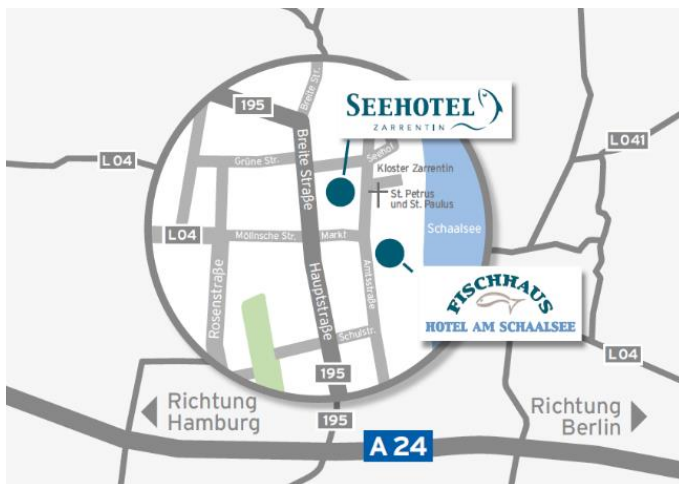 195
Breite Str.
SEEHOTEL
ZARRENTIN
L041
L04
Grüne Str.
Breite Straße
Seehof
Kloster Zarrentin
St. Petrus
und St. Paulus
L04
Möllnsche Str.
Markt
Schaalsee
Rosenstraße
Hauptstraße
Amtsstraße
FISCHHAUS
HOTEL AM SCHAALSEE
Schulstr.
L04
195
Richtung
Hamburg
195
Richtung
Berlin
A 24